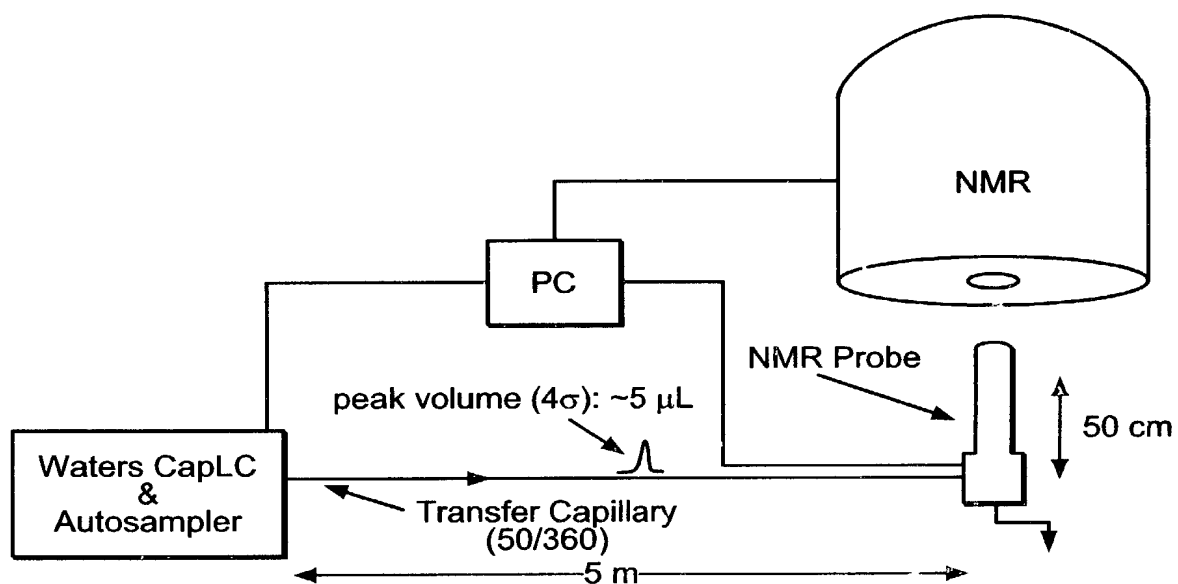 NMR
PC
NMR Probe
peak volume (4σ): ~5 μL
50 cm
Waters CapLC
&
Autosampler
Transfer Capillary
(50/360)
5 m